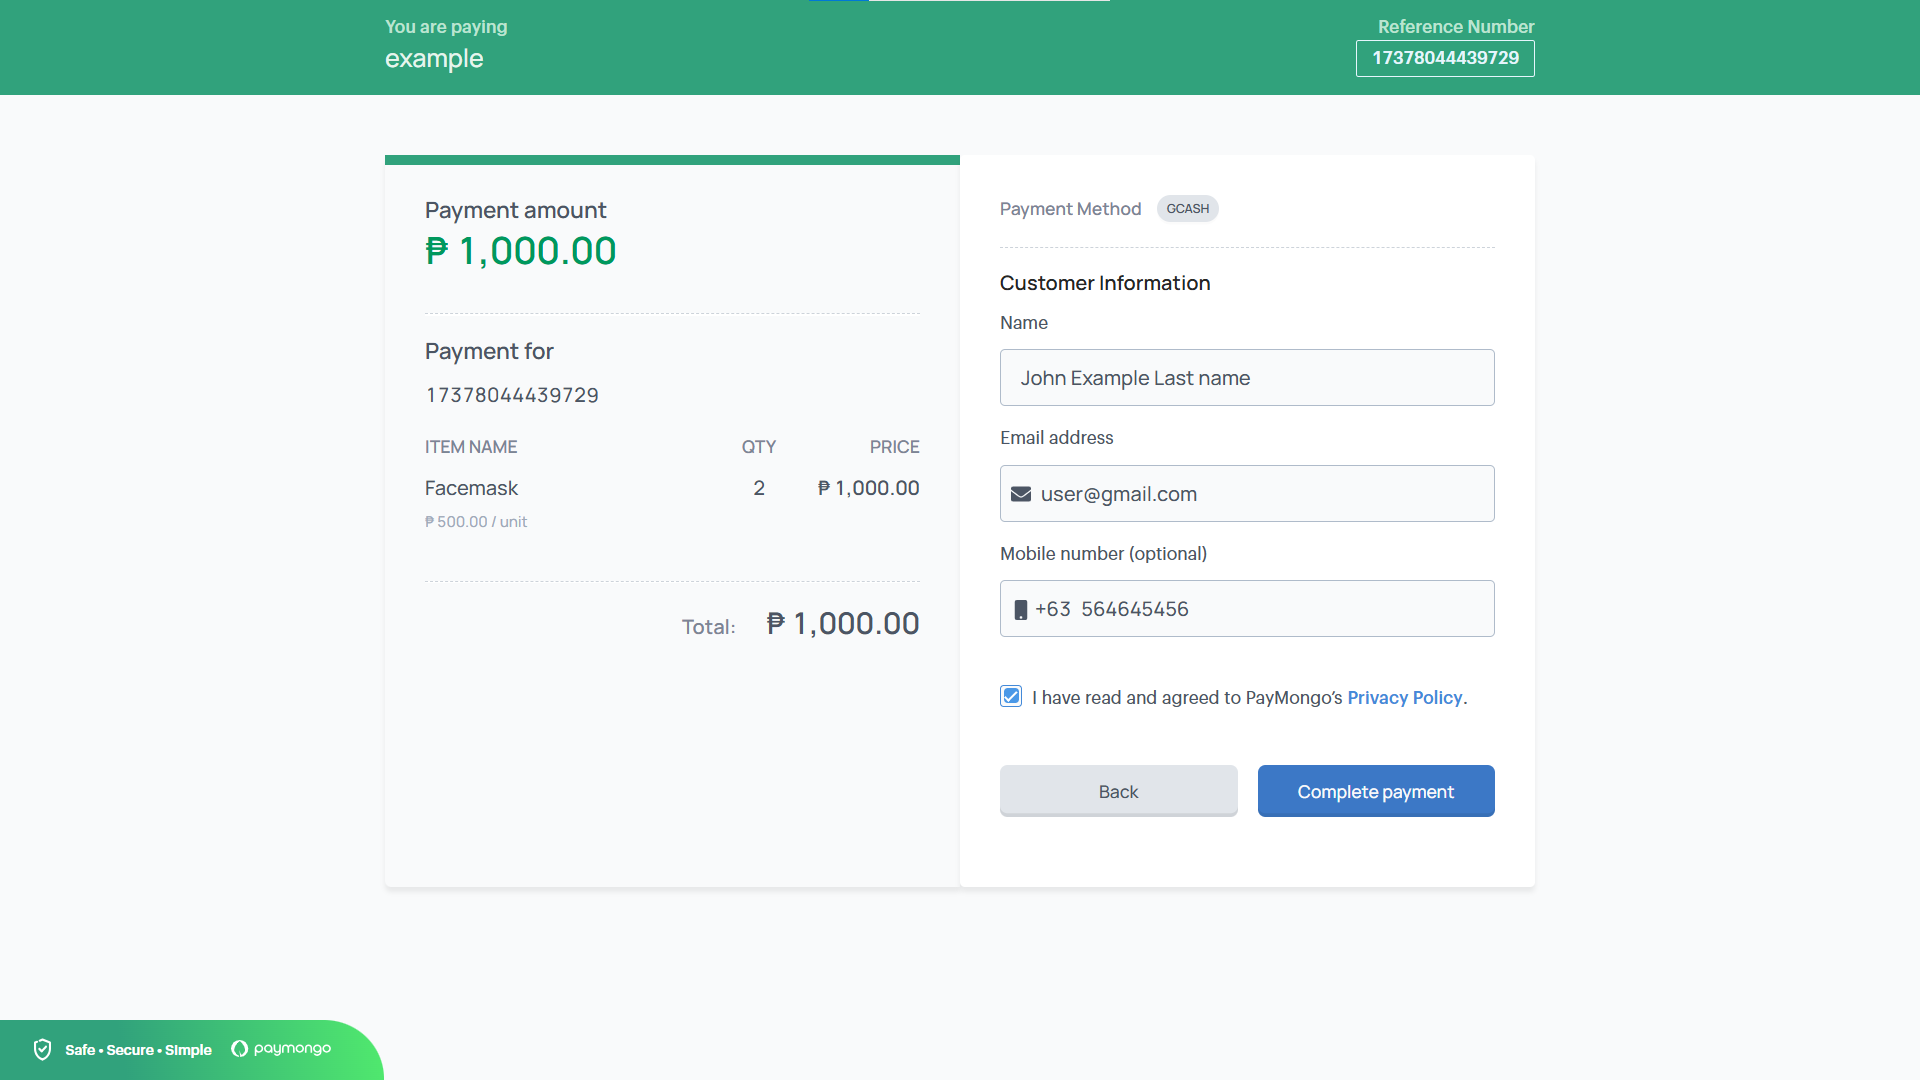 You are paying
example
Reference Number
17378044439729
Payment amount
₱ 1,000.00
Payment for
17378044439729
ITEM NAME QTY PRICE
Facemask 2 ₱ 1,000.00
₱ 500.00 / unit
Total: ₱ 1,000.00
Payment Method GCASH
Customer Information
Name
John Example Last name
Email address
user@gmail.com
Mobile number (optional)
+63 564645456
I have read and agreed to PayMongo’s Privacy Policy.
Back Complete payment
Safe • Secure • Simple paymongo